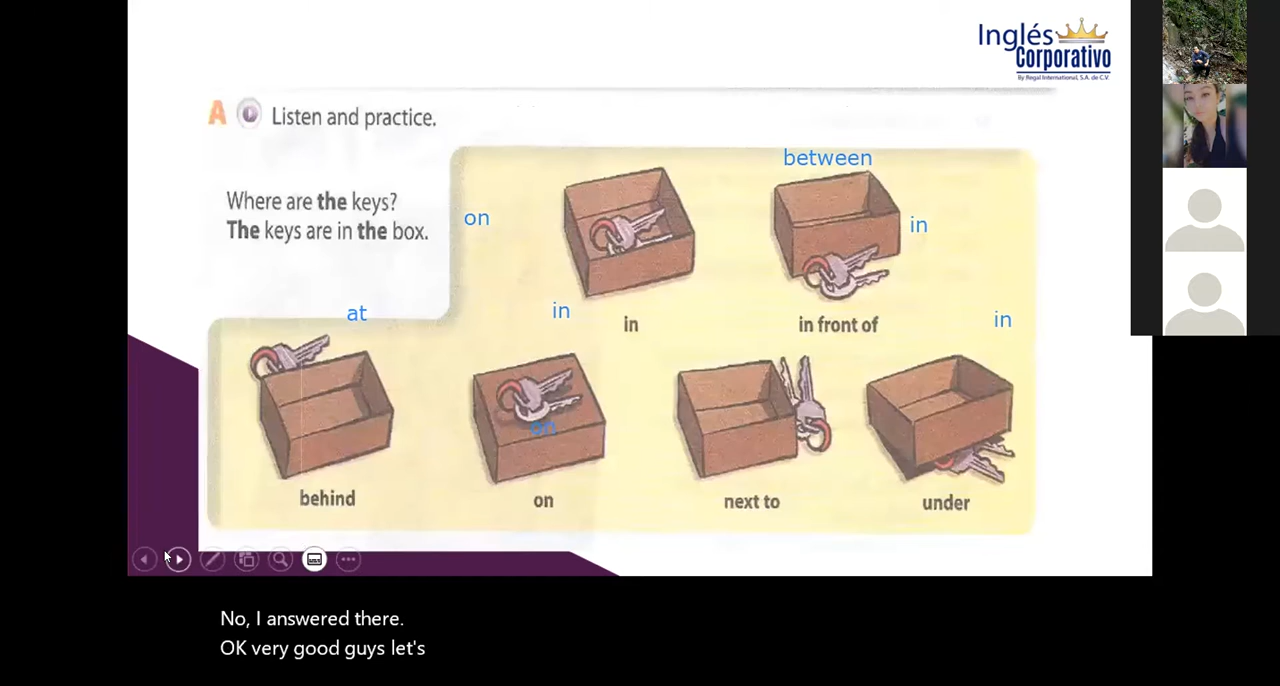 Inglés
Corporativo
By Regal International, S.A. de C.V.
A Listen and practice.
between
Where are the keys?
The keys are in the box.
on
in
at
in
in
in front of
in
on
behind
on
next to
under
No, I answered there.
OK very good guys let's